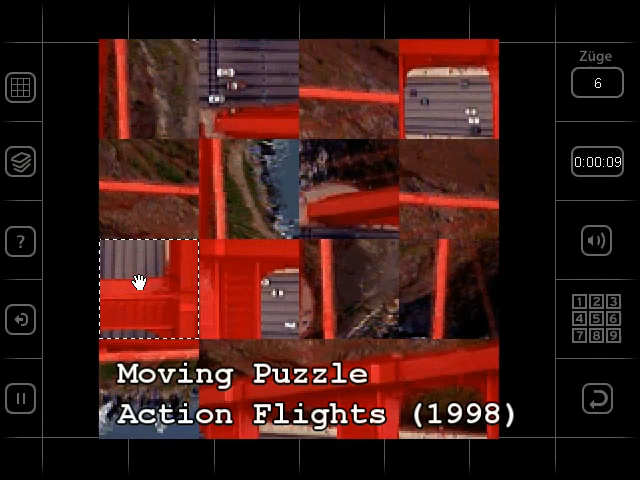 Züge
6
0:00:09
?
1 2 3
4 5 6
7 8 9
Moving Puzzle
Action Flights (1998)